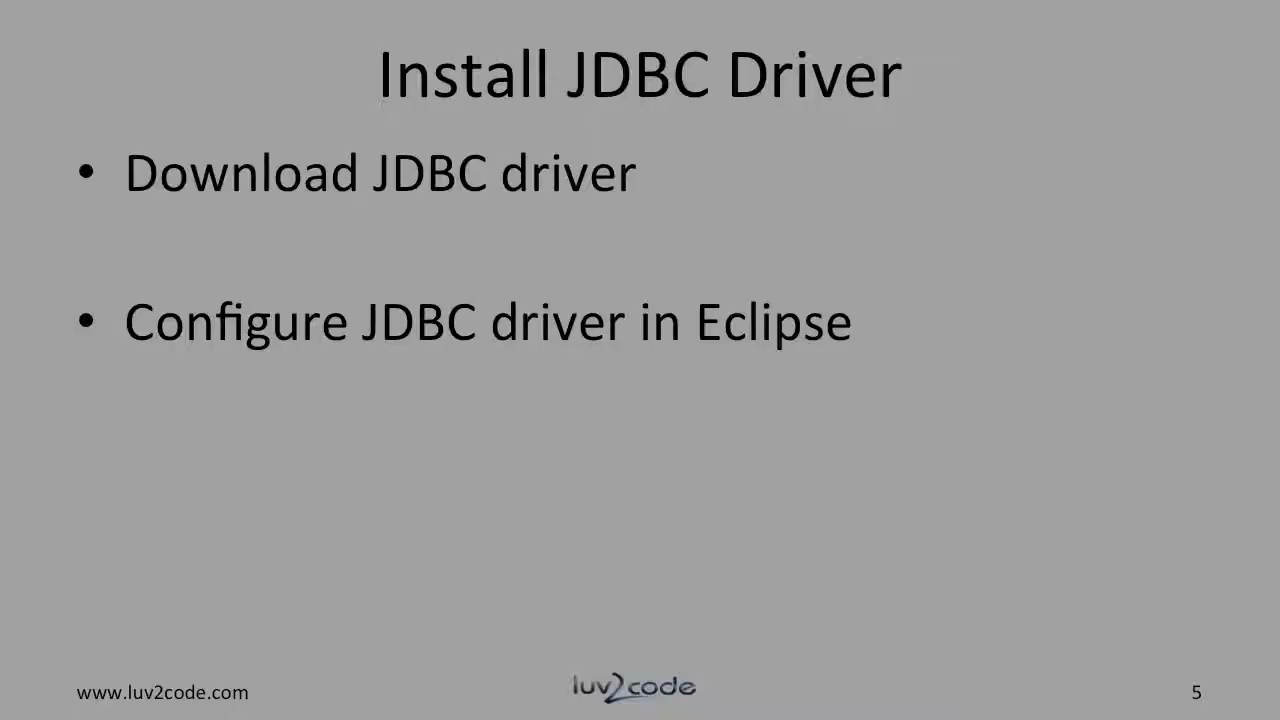 Install JDBC Driver
• Download JDBC driver
• Configure JDBC driver in Eclipse
www.luv2code.com
luv2code
5